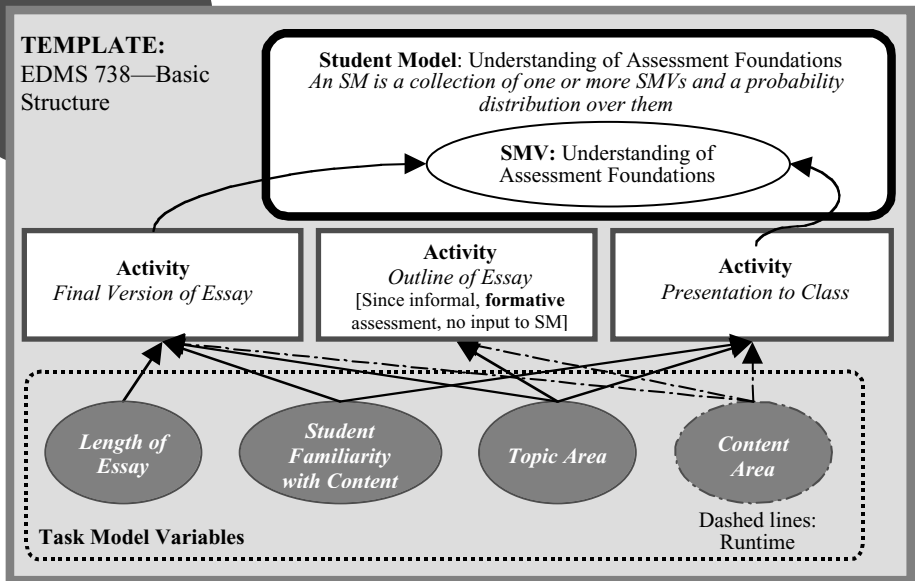 TEMPLATE:
EDMS 738—Basic
Structure
Student Model: Understanding of Assessment Foundations
An SM is a collection of one or more SMVs and a probability
distribution over them
SMV: Understanding of
Assessment Foundations
Activity
Final Version of Essay
Activity
Outline of Essay
[Since informal, formative
assessment, no input to SM]
Activity
Presentation to Class
Length of
Essay
Student
Familiarity
with Content
Topic Area
Content
Area
Task Model Variables
Dashed lines:
Runtime